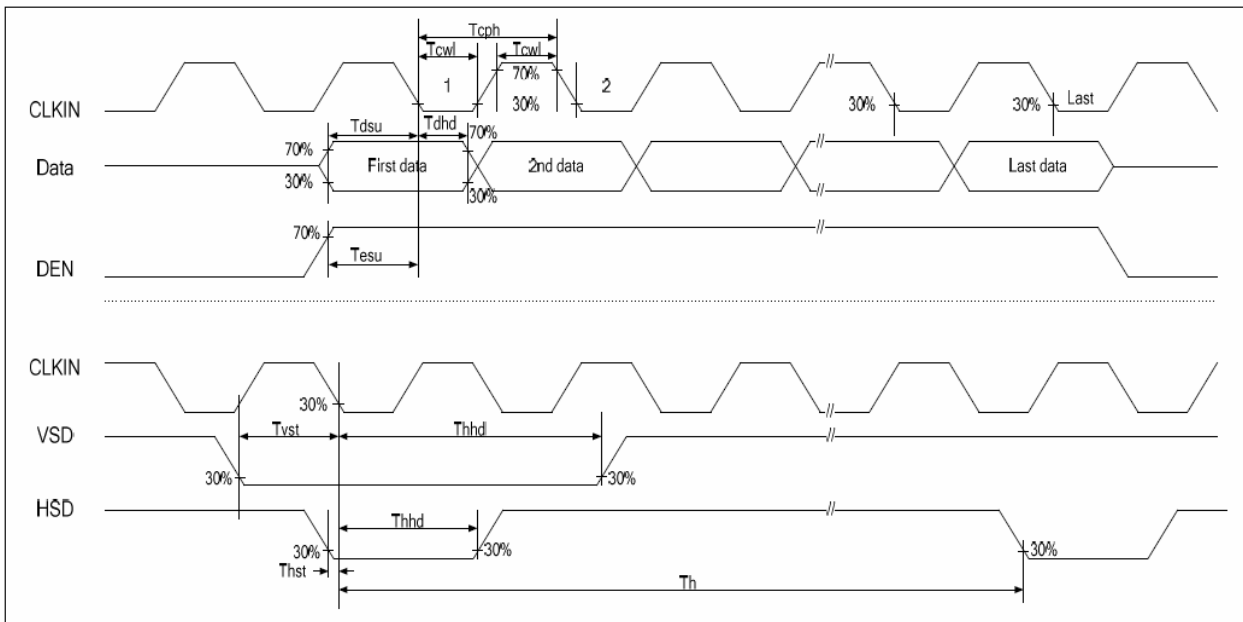 Tcph
Tcwl Tcwl
1 70% 2
30% 30% 30% Last
CLKIN
Tdsu Tdhd
70% 70%
Data First data 2nd data Last data
30% 30%
70%
DEN Tesu
CLKIN
30%
VSD Tvst Thhd
30% 30%
HSD
Thhd
30% 30% 30%
Thst
Th
// // // // // //